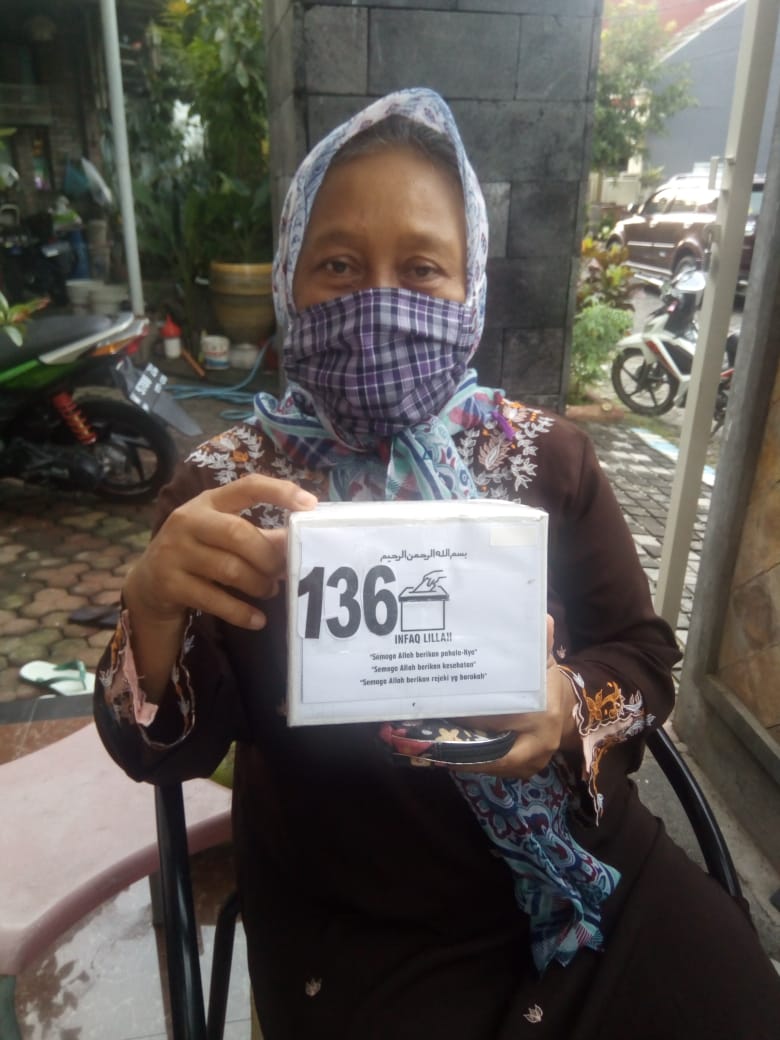 بسم الله الرحمن الرحيم
136
INFAQ LILLA!!
"Semoga Allah berikan pahala-Nya"
"Semoga Allah berikan kesehatan"
"Semoga Allah berikan rejeki yg barokah"